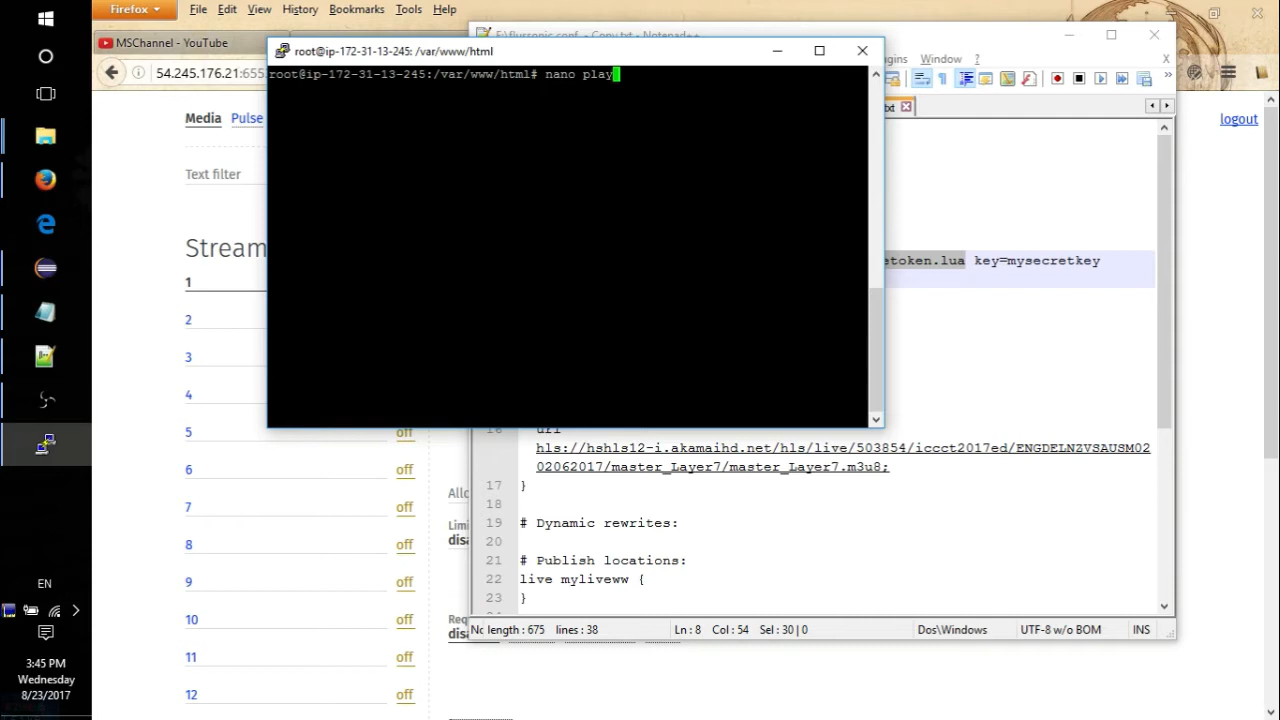 Firefox
File Edit View History Bookmarks Tools Help
MSChannel - YouTube
54.245.176.21:655
root@ip-172-31-13-245: /var/www/html
root@ip-172-31-13-245:/var/www/html# nano play
Window ?
X
Media Pulse
logout
Text filter
Stream
1
2
3
4
5 off
6 off
7 off
8 off
9 off
10 off
11 off
12 off
Allo
Limi
disa
Req
disa
etoken.lua key=mysecretkey
16 url
hls://hshls12-i.akamaihd.net/hls/live/503854/iccct2017ed/ENGDELNZVSAUSM02
02062017/master_Layer7/master_Layer7.m3u8;
17 }
18
19 # Dynamic rewrites:
20
21 # Publish locations:
22 live myliveww {
23 }
length : 675 lines : 38 Ln : 8 Col : 54 Sel : 30 | 0 Dos\Windows UTF-8 w/o BOM INS
EN
3:45 PM
Wednesday
8/23/2017